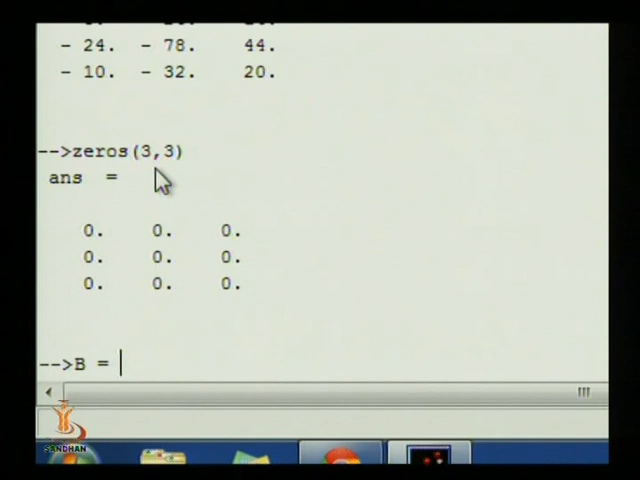 - 24. - 78. 44.
- 10. - 32. 20.
-->zeros(3,3)
ans =
0. 0. 0.
0. 0. 0.
0. 0. 0.
-->B =
SANDHAN